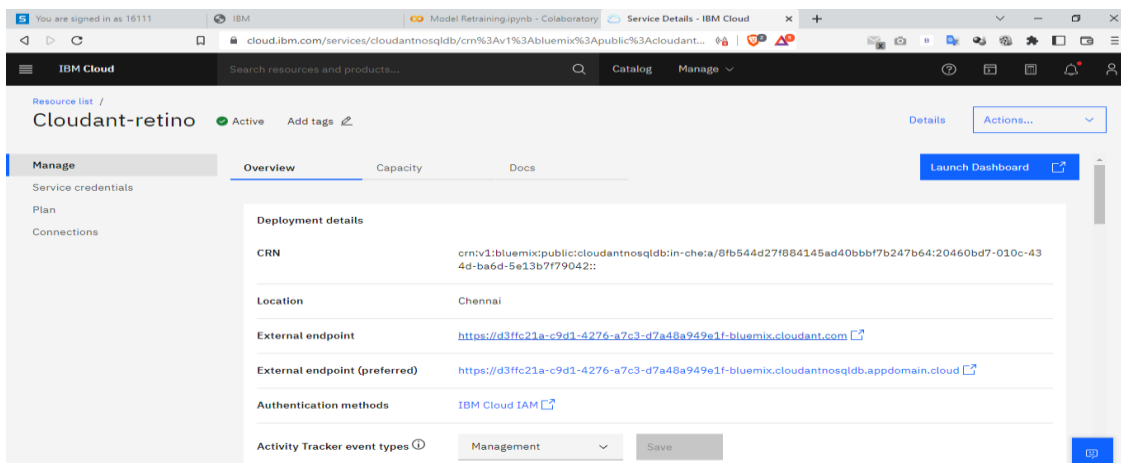 You are signed in as 16111
IBM
Model Retraining.ipynb - Colaboratory
Service Details - IBM Cloud
cloud.ibm.com/services/cloudantnosqldb/crn%3Av1%3Abluemix%3Apublic%3Acloudant...
IBM Cloud
Search resources and products...
Catalog
Manage
Resource list /
Cloudant-retino
Active
Add tags
Details
Actions...
Manage
Service credentials
Plan
Connections
Overview
Capacity
Docs
Launch Dashboard
Deployment details
CRN
crn:v1:bluemix:public:cloudantnosqldb:in-che:a/8fb544d27f884145ad40bbbf7b247b64:20460bd7-010c-43
4d-ba6d-5e13b7f79042::
Location
Chennai
External endpoint
https://d3ffc21a-c9d1-4276-a7c3-d7a48a949e1f-bluemix.cloudant.com
External endpoint (preferred)
https://d3ffc21a-c9d1-4276-a7c3-d7a48a949e1f-bluemix.cloudantnosqldb.appdomain.cloud
Authentication methods
IBM Cloud IAM
Activity Tracker event types
Management
Save